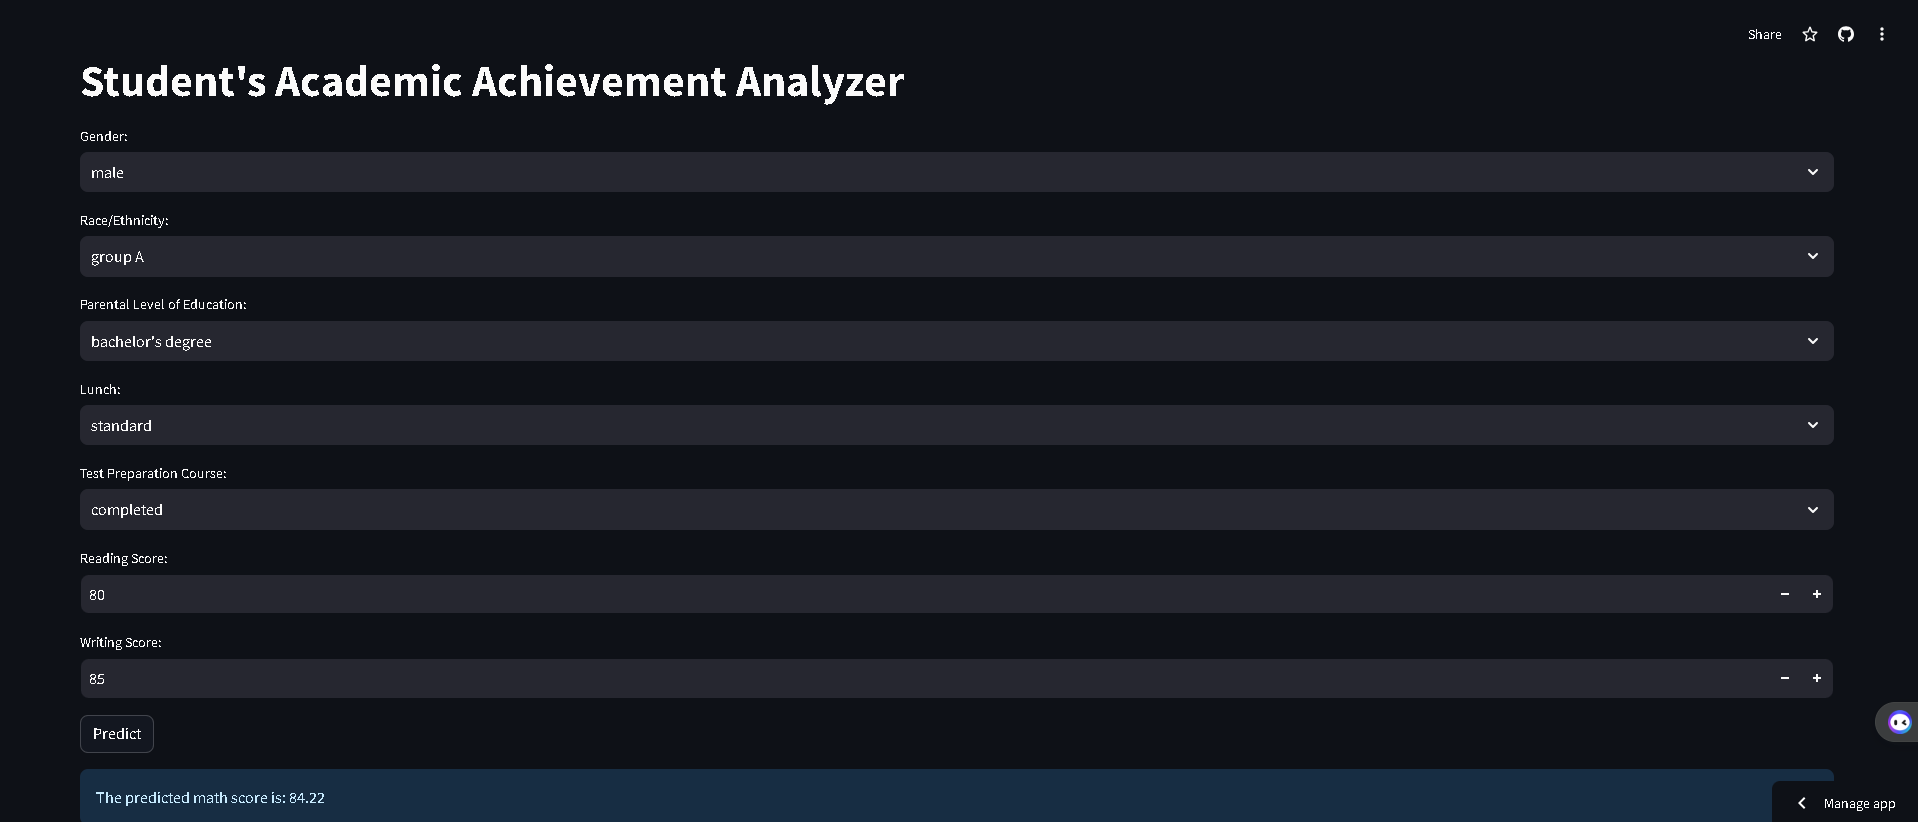 Share
Student's Academic Achievement Analyzer
Gender:
male
Race/Ethnicity:
group A
Parental Level of Education:
bachelor's degree
Lunch:
standard
Test Preparation Course:
completed
Reading Score:
80
Writing Score:
85
Predict
The predicted math score is: 84.22
Manage app